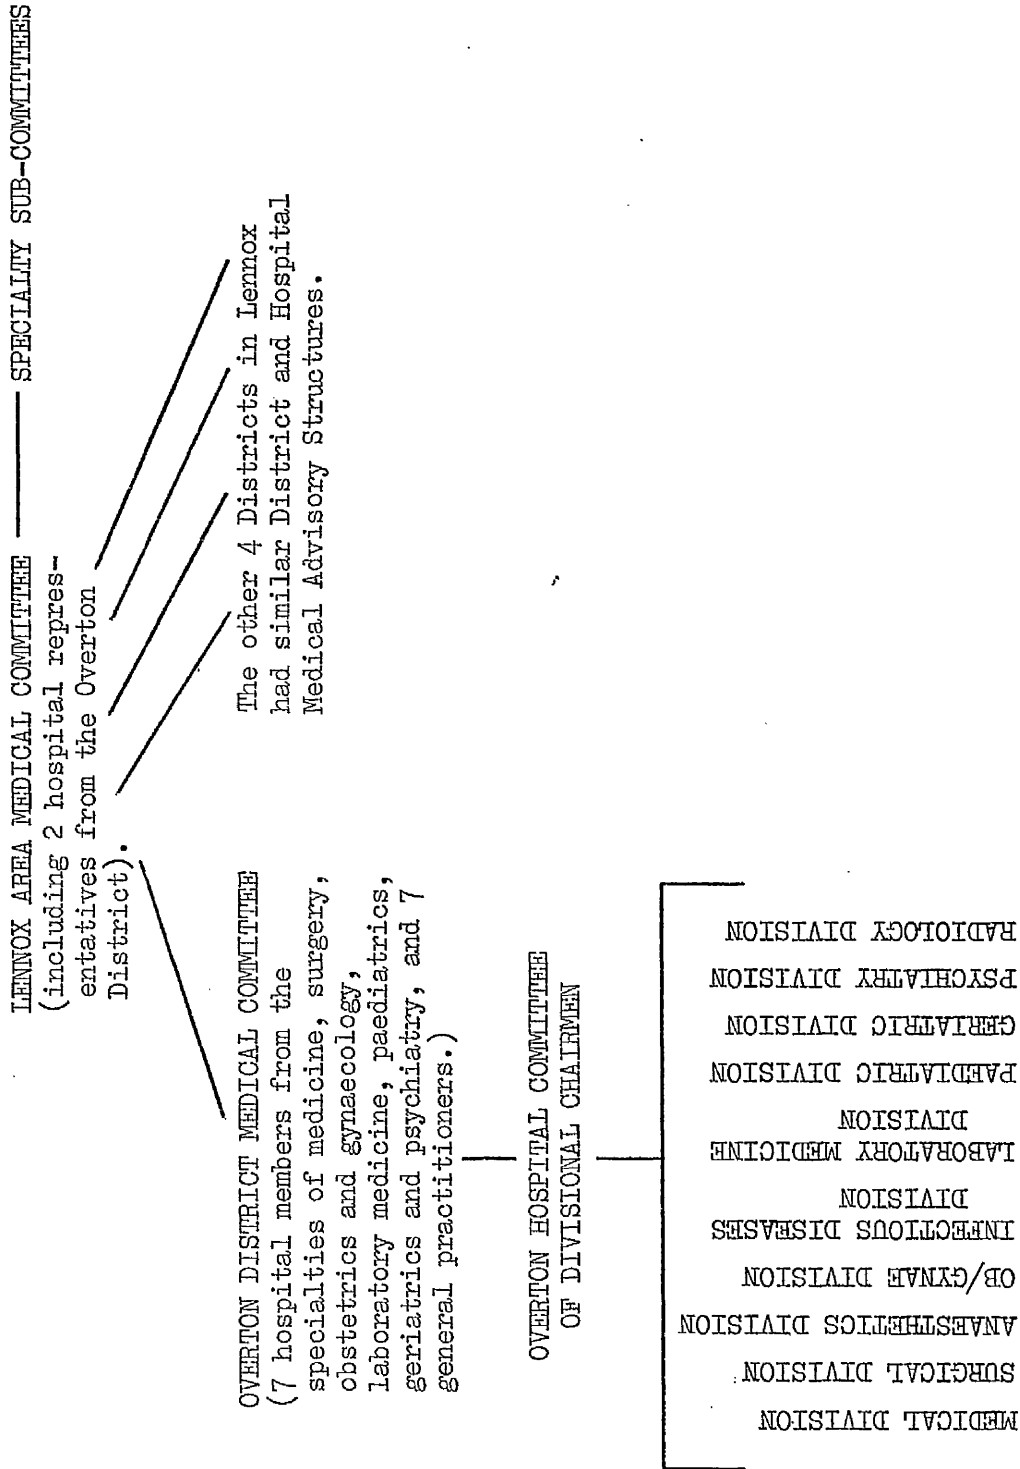 LENNOX AREA MEDICAL COMMITTEE
(including 2 hospital repres-
entatives from the Overton
District).
SPECIALTY SUB-COMMITTEES
OVERTON DISTRICT MEDICAL COMMITTEE
(7 hospital members from the
specialties of medicine, surgery,
obstetrics and gynaecology,
laboratory medicine, paediatrics,
geriatrics and psychiatry, and 7
general practitioners.)
The other 4 Districts in Lennox
had similar District and Hospital
Medical Advisory Structures.
OVERTON HOSPITAL COMMITTEE
OF DIVISIONAL CHAIRMEN
MEDICAL DIVISION
SURGICAL DIVISION
ANAESTHETICS DIVISION
OB/GYNAE DIVISION
INFECTIOUS DISEASES
DIVISION
LABORATORY MEDICINE
DIVISION
PAEDIATRIC DIVISION
GERIATRIC DIVISION
PSYCHIATRY DIVISION
RADIOLOGY DIVISION